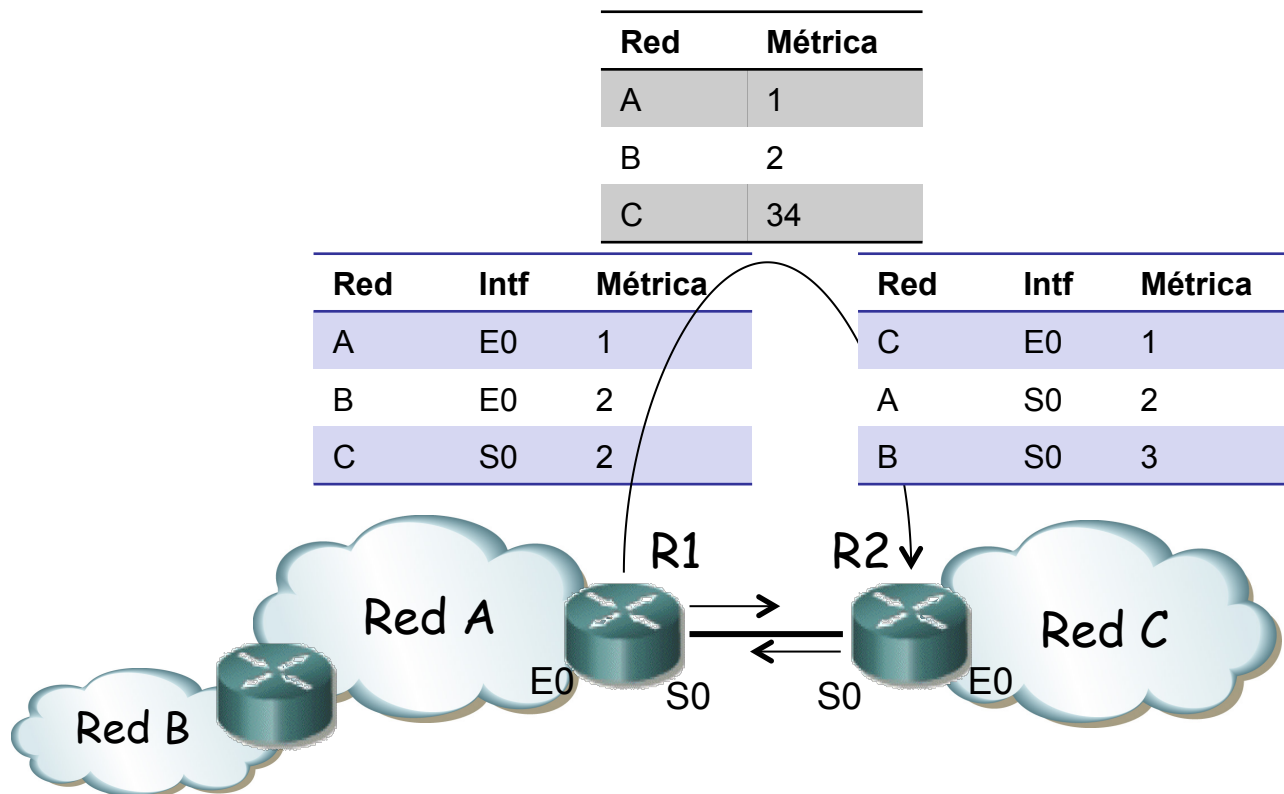 Red Métrica
A 1
B 2
C 34
Red Intf Métrica
A E0 1
B E0 2
C S0 2
Red Intf Métrica
C E0 1
A S0 2
B S0 3
R1 R2
Red A Red C
E0 S0 S0 E0
Red B